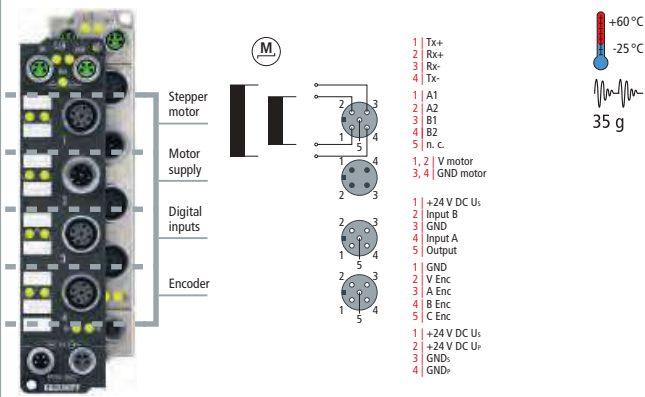 M
+60 °C
-25 °C
35 g
Stepper
motor
Motor
supply
Digital
inputs
Encoder
2 3
1 4
5
1 4
2 3
2 3
1 4
5
2 3
1 4
5
1 | Tx+
2 | Rx+
3 | Rx-
4 | Tx-
1 | A1
2 | A2
3 | B1
4 | B2
5 | n. c.
1, 2 | V motor
3, 4 | GND motor
1 | +24 V DC Us
2 | Input B
3 | GND
4 | Input A
5 | Output
1 | GND
2 | V Enc
3 | A Enc
4 | B Enc
5 | C Enc
1 | +24 V DC Us
2 | +24 V DC Up
3 | GNDs
4 | GNDp
BECKHOFF